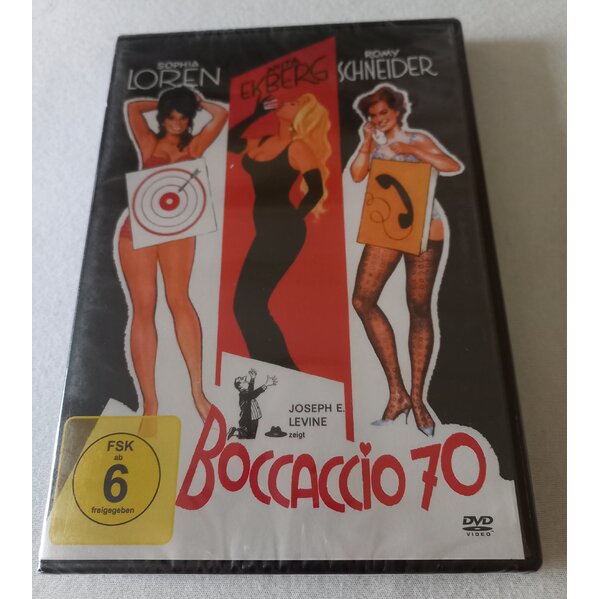 SOPHIA
LOREN
ANITA
EKBERG
ROMY
SCHNEIDER
JOSEPH E.
LEVINE
zeigt
BOCCACCIO 70
FSK
ab
6
freigegeben
DVD
VIDEO